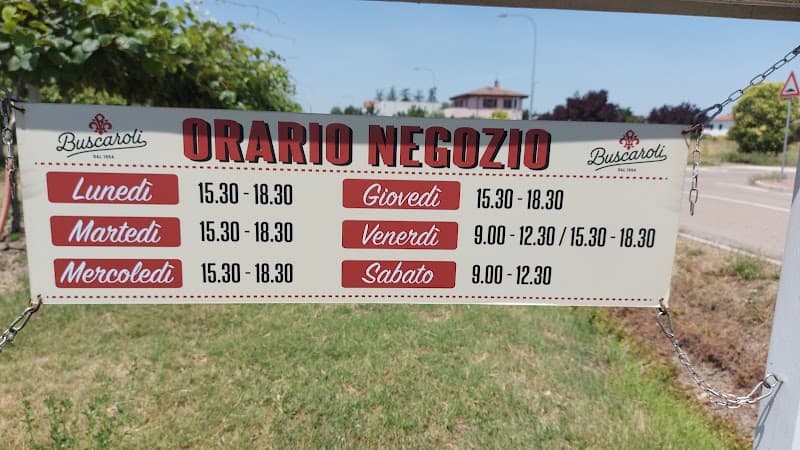 Buscaroli
DAL 1954
ORARIO NEGOZIO
Buscaroli
DAL 1954
Lunedì 15.30 - 18.30
Martedì 15.30 - 18.30
Mercoledì 15.30 - 18.30
Giovedì 15.30 - 18.30
Venerdì 9.00 - 12.30 / 15.30 - 18.30
Sabato 9.00 - 12.30